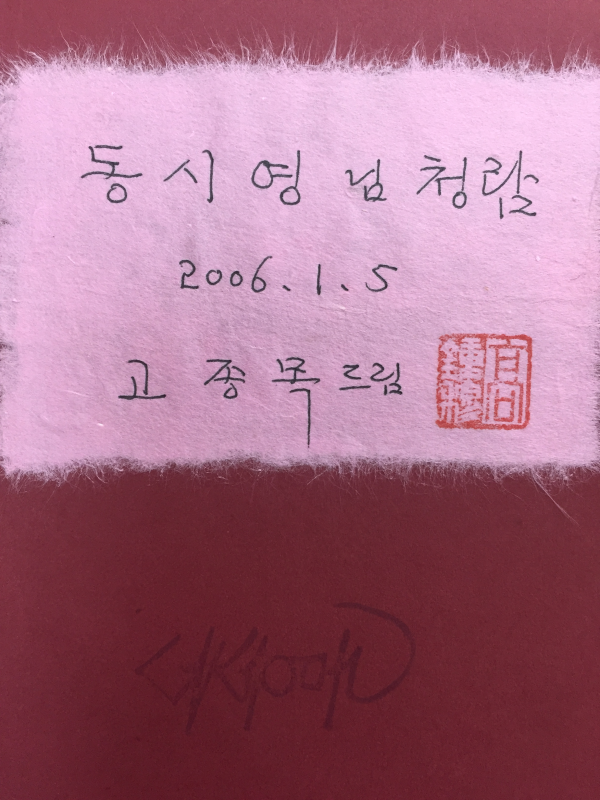 동시영 님 청람
2006.1.5
고종목 드림